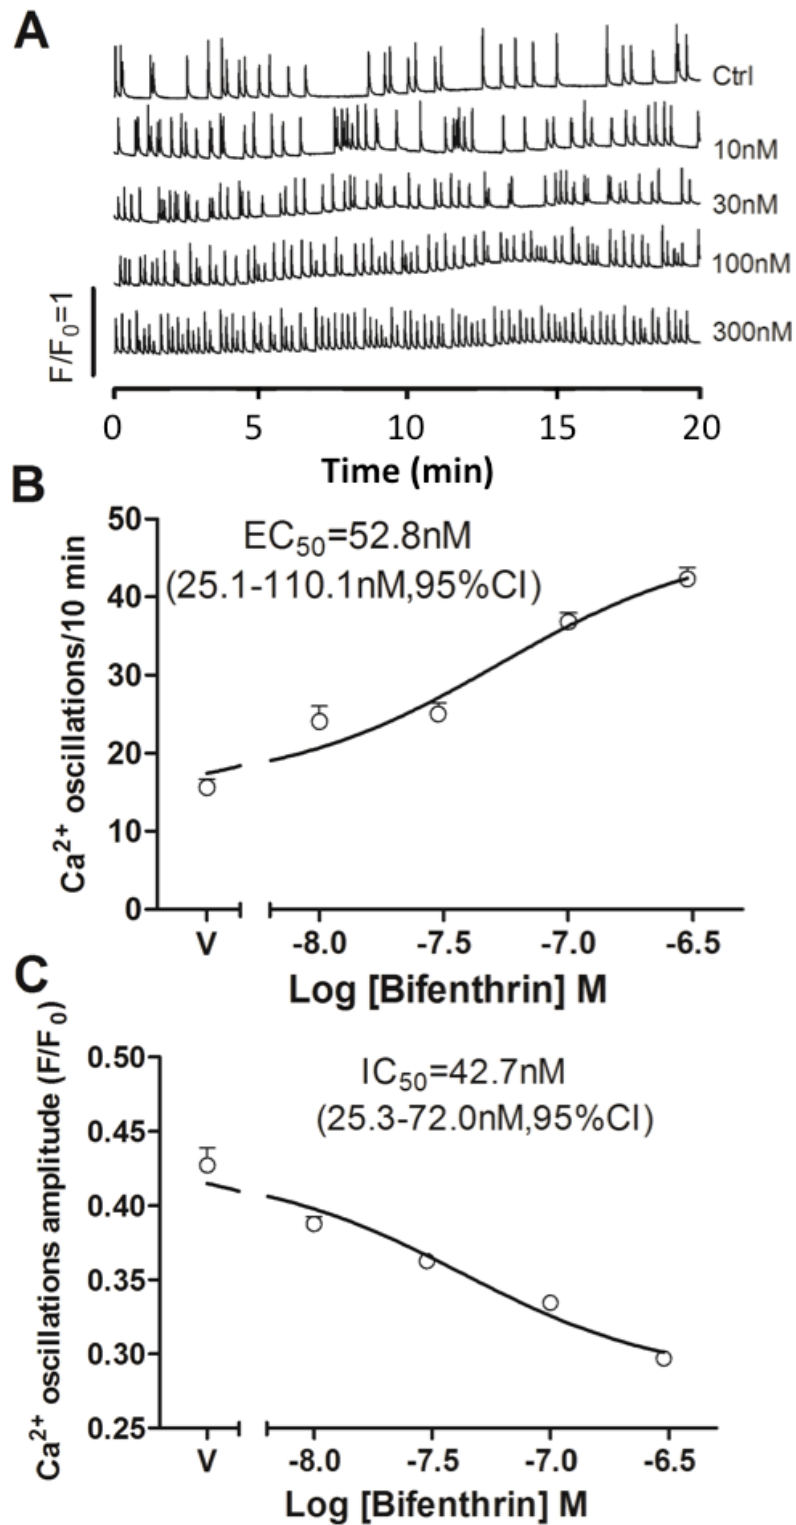 A
Ctrl
10nM
30nM
100nM
300nM
F/F₀=1
0 5 10 15 20
Time (min)
B
Ca²⁺ oscillations/10 min
50
40
30
20
10
0
EC₅₀=52.8nM
(25.1-110.1nM,95%CI)
V -8.0 -7.5 -7.0 -6.5
Log [Bifenthrin] M
C
Ca²⁺ oscillations amplitude (F/F₀)
0.50
0.45
0.40
0.35
0.30
0.25
IC₅₀=42.7nM
(25.3-72.0nM,95%CI)
V -8.0 -7.5 -7.0 -6.5
Log [Bifenthrin] M